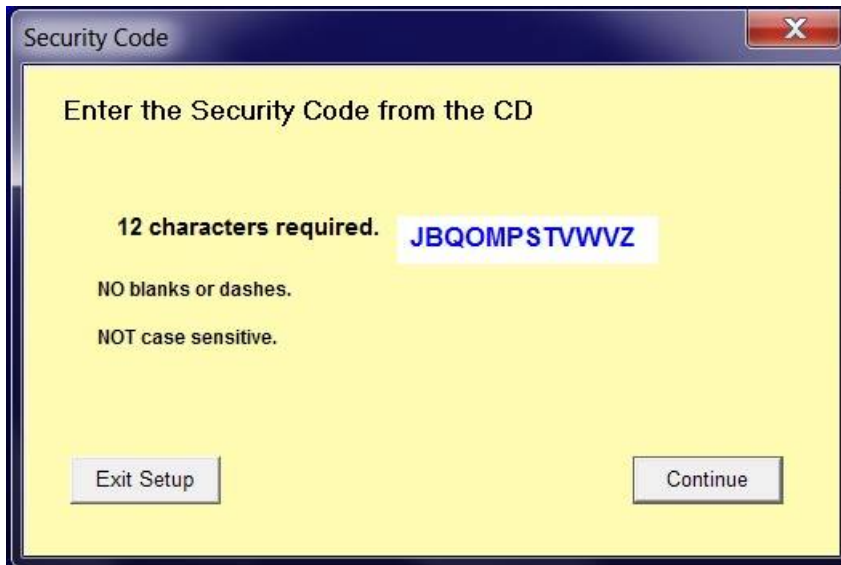 Security Code
X
Enter the Security Code from the CD
12 characters required. JBQOMPSTVWVZ
NO blanks or dashes.
NOT case sensitive.
Exit Setup Continue